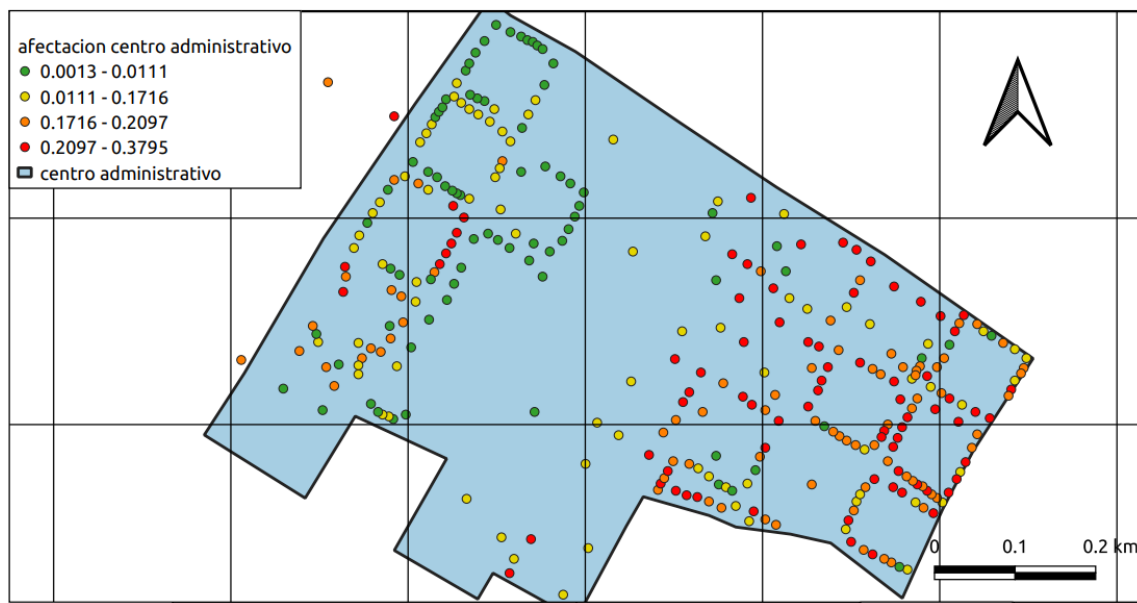 afectacion centro administrativo
0.0013 - 0.0111
0.0111 - 0.1716
0.1716 - 0.2097
0.2097 - 0.3795
centro administrativo
0 0.1 0.2 km